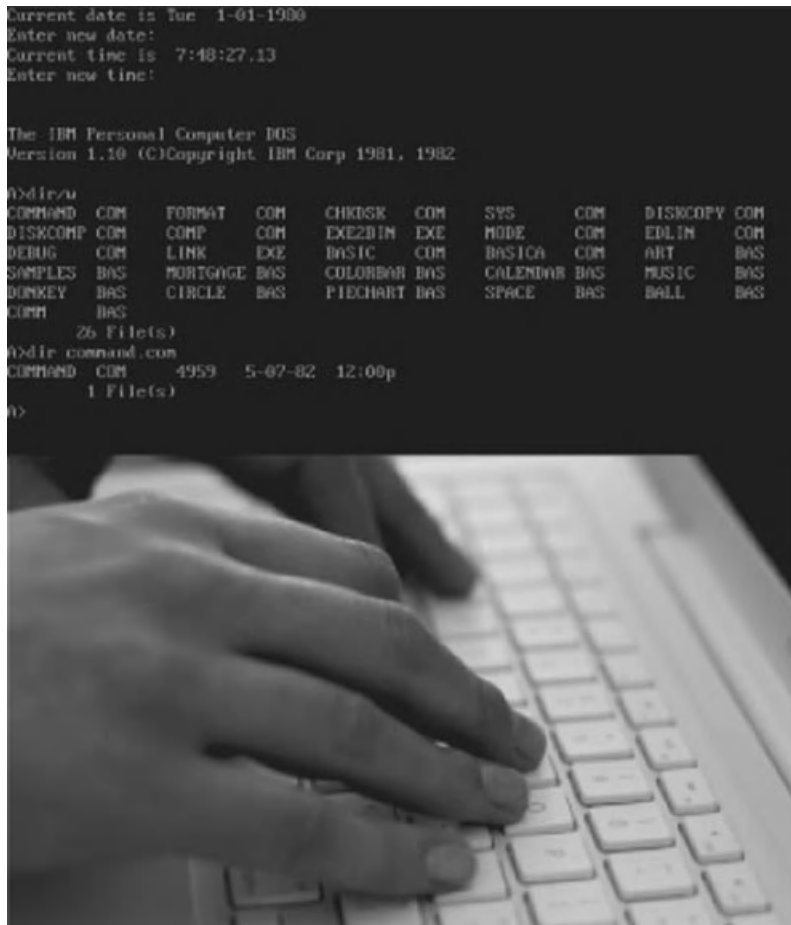 Current date is Tue  1-01-1980
Enter new date:
Current time is  7:48:27.13
Enter new time:
The IBM Personal Computer DOS
Version 1.10 (C)Copyright IBM Corp 1981, 1982
A>dir/w
COMMAND  COM     FORMAT   COM     CHKDSK   COM     SYS      COM     DISKCOPY COM
DISKCOMP COM     COMP     COM     EXE2BIN  EXE     MODE     COM     EDLIN    COM
DEBUG    COM     LINK     EXE     BASIC    COM     BASICA   COM     ART      BAS
SAMPLES  BAS     MORTGAGE BAS     COLORBAR BAS     CALENDAR BAS     MUSIC    BAS
DONKEY   BAS     CIRCLE   BAS     PIECHART BAS     SPACE    BAS     BALL     BAS
COMM     BAS
26 File(s)
A>dir command.com
COMMAND  COM     4959   5-07-82  12:00p
1 File(s)
A>